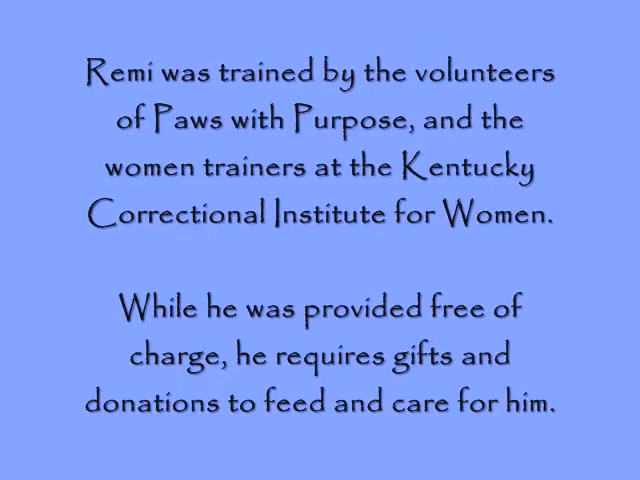 Remi was trained by the volunteers
of Paws with Purpose, and the
women trainers at the Kentucky
Correctional Institute for Women.
While he was provided free of
charge, he requires gifts and
donations to feed and care for him.